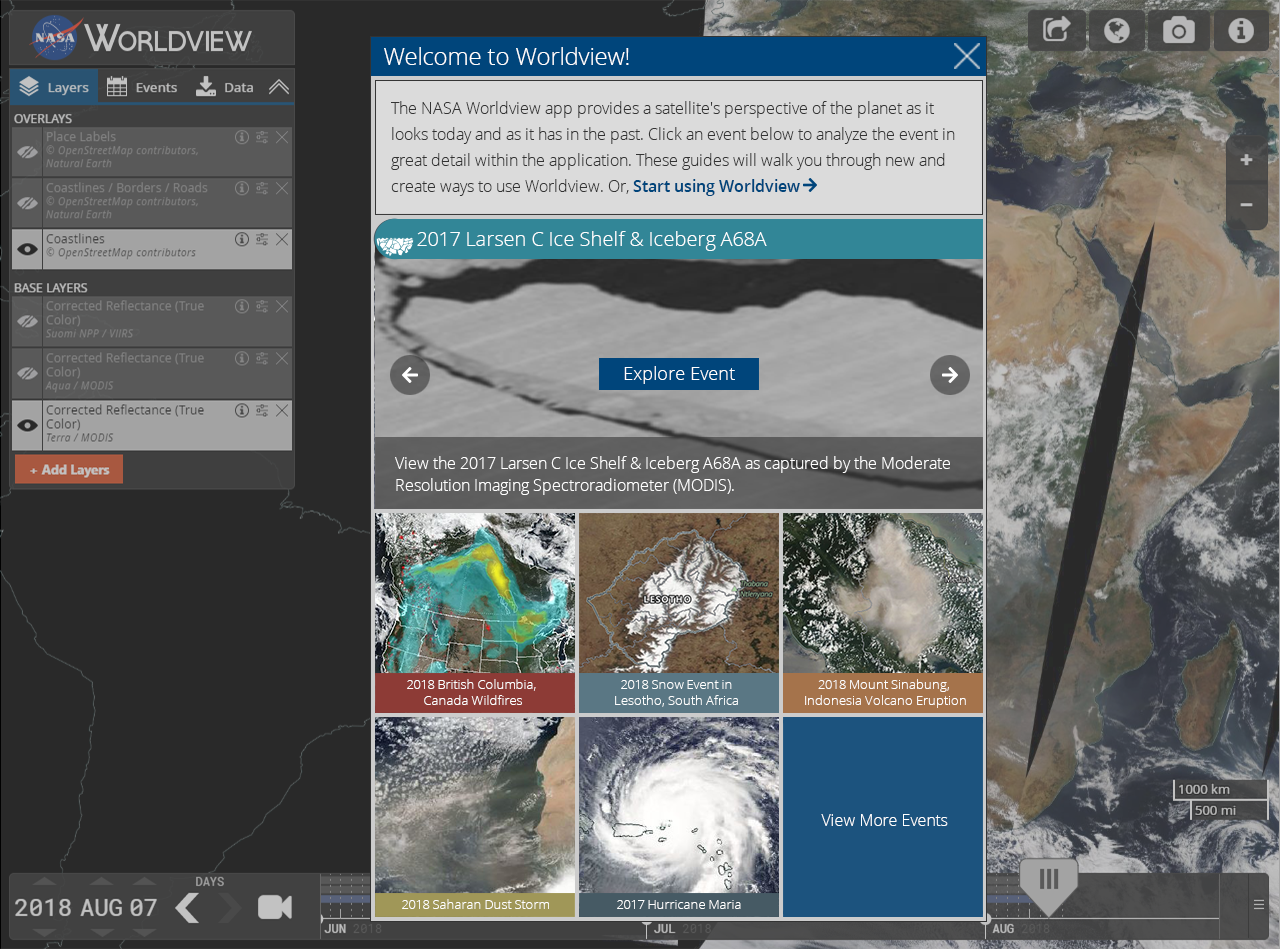 NASA WORLDVIEW
Layers
Events
Data
OVERLAYS
Place Labels
© OpenStreetMap contributors,
Natural Earth
Coastlines / Borders / Roads
© OpenStreetMap contributors,
Natural Earth
Coastlines
© OpenStreetMap contributors
BASE LAYERS
Corrected Reflectance (True
Color)
Suomi NPP / VIIRS
Corrected Reflectance (True
Color)
Aqua / MODIS
Corrected Reflectance (True
Color)
Terra / MODIS
+ Add Layers
Welcome to Worldview!
The NASA Worldview app provides a satellite's perspective of the planet as it
looks today and as it has in the past. Click an event below to analyze the event in
great detail within the application. These guides will walk you through new and
create ways to use Worldview. Or, Start using Worldview
2017 Larsen C Ice Shelf & Iceberg A68A
Explore Event
View the 2017 Larsen C Ice Shelf & Iceberg A68A as captured by the Moderate
Resolution Imaging Spectroradiometer (MODIS).
LESOTHO
Thabana
Ntlenyana
2018 British Columbia,
Canada Wildfires
2018 Snow Event in
Lesotho, South Africa
2018 Mount Sinabung,
Indonesia Volcano Eruption
2018 Saharan Dust Storm
2017 Hurricane Maria
View More Events
1000 km
500 mi
2018 AUG 07
DAYS
JUN 2018
JUL 2018
AUG 2018